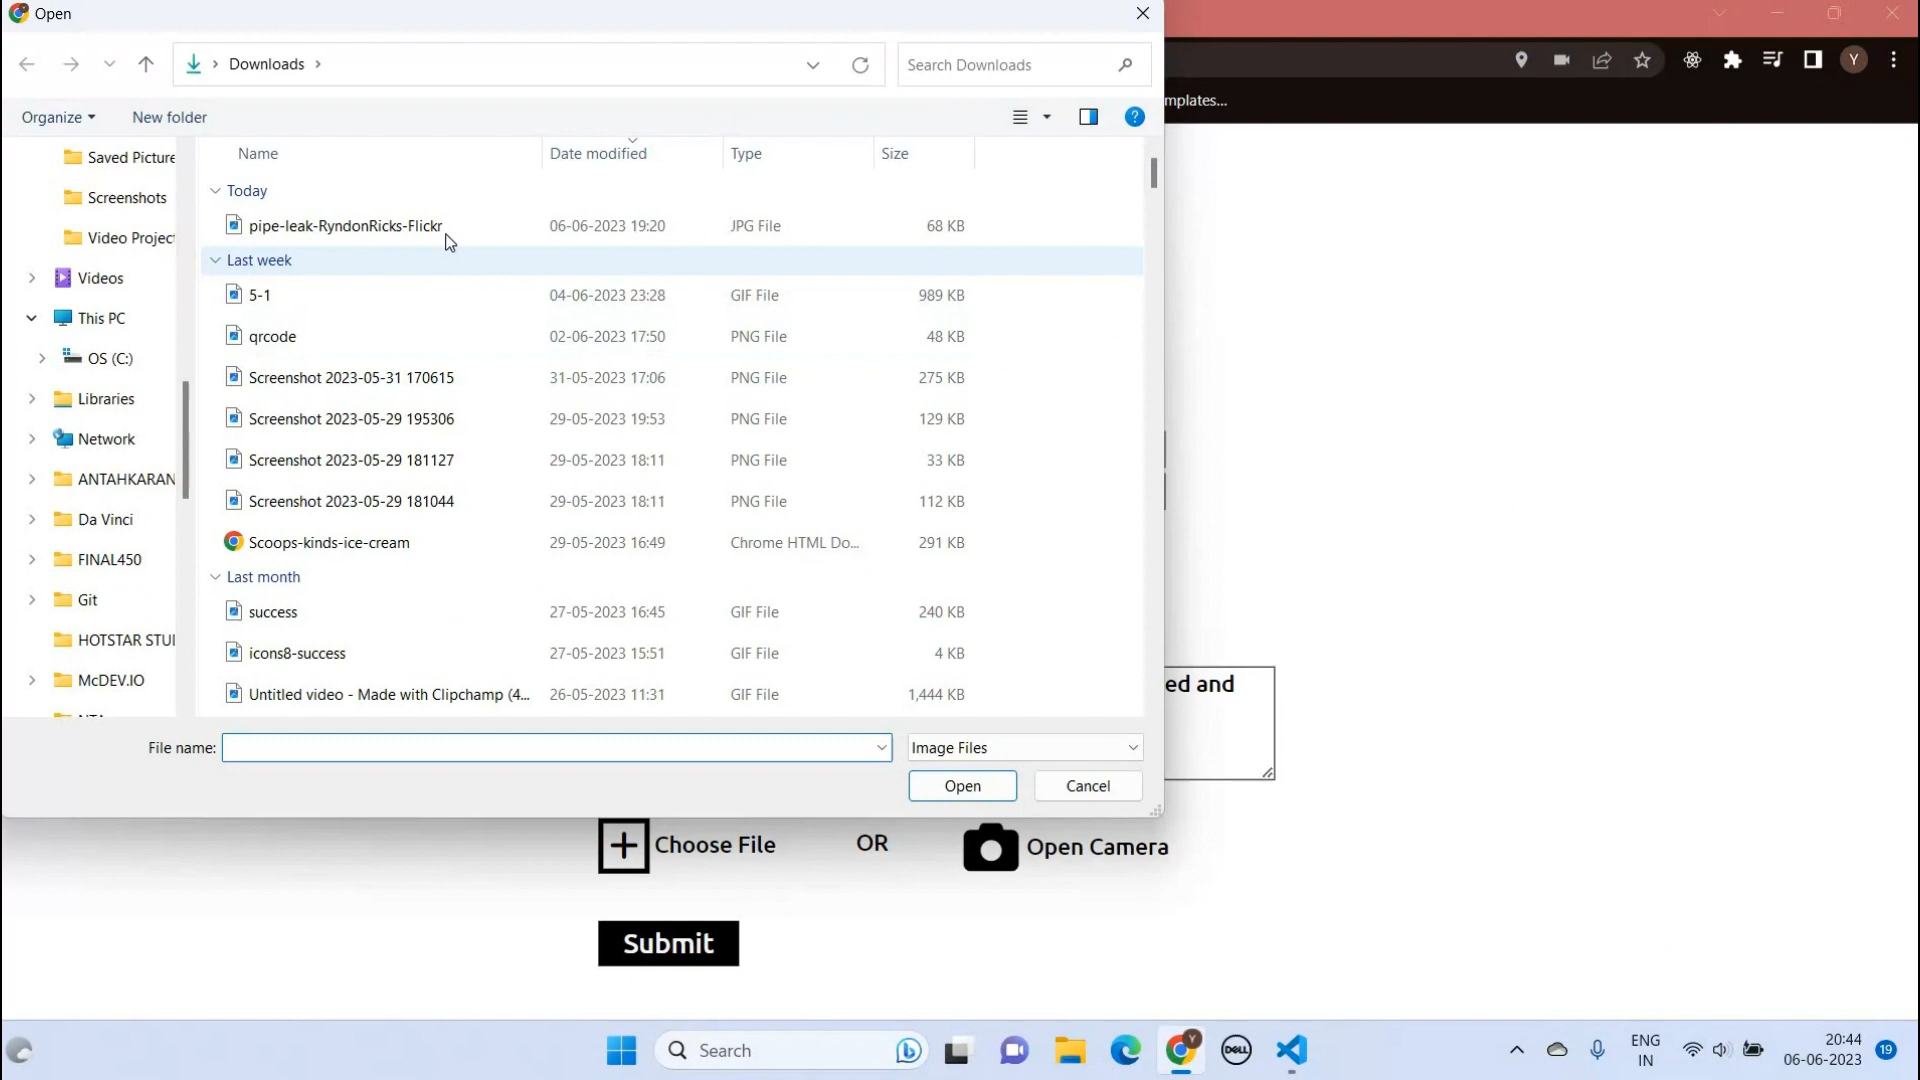 Open
Downloads
Search Downloads
mplates...
Y
Organize
New folder
Name Date modified Type Size
Saved Picture
Screenshots
Video Projec
Videos
This PC
OS (C:)
Libraries
Network
ANTAHKARAN
Da Vinci
FINAL450
Git
HOTSTAR STU
McDEV.IO
Today
pipe-leak-RyndonRicks-Flickr 06-06-2023 19:20 JPG File 68 KB
Last week
5-1 04-06-2023 23:28 GIF File 989 KB
qrcode 02-06-2023 17:50 PNG File 48 KB
Screenshot 2023-05-31 170615 31-05-2023 17:06 PNG File 275 KB
Screenshot 2023-05-29 195306 29-05-2023 19:53 PNG File 129 KB
Screenshot 2023-05-29 181127 29-05-2023 18:11 PNG File 33 KB
Screenshot 2023-05-29 181044 29-05-2023 18:11 PNG File 112 KB
Scoops-kinds-ice-cream 29-05-2023 16:49 Chrome HTML Do... 291 KB
Last month
success 27-05-2023 16:45 GIF File 240 KB
icons8-success 27-05-2023 15:51 GIF File 4 KB
Untitled video - Made with Clipchamp (4... 26-05-2023 11:31 GIF File 1,444 KB
ed and
File name:
Image Files
Open Cancel
Choose File OR Open Camera
Submit
Search
DELL
ENG
IN
20:44
06-06-2023
19